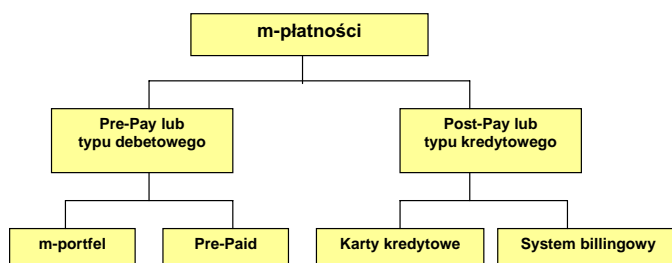 m-płatności
Pre-Pay lub
typu debetowego
Post-Pay lub
typu kredytowego
m-portfel
Pre-Paid
Karty kredytowe
System billingowy